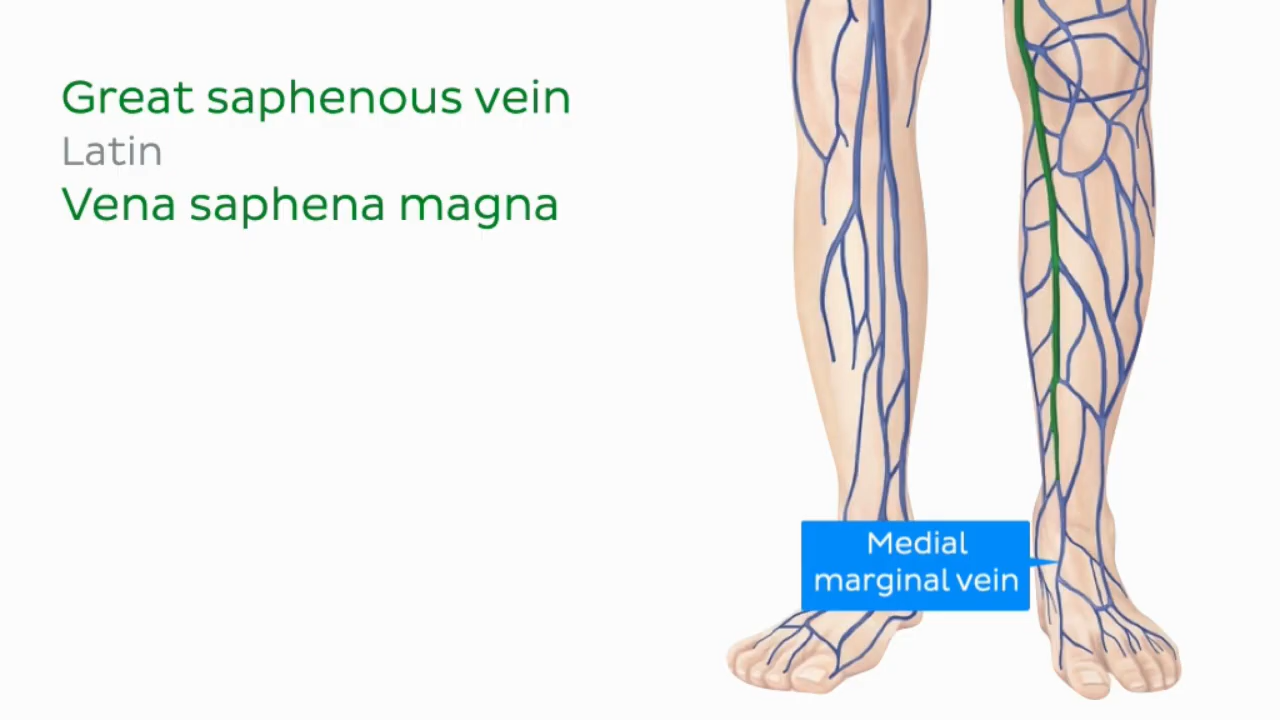 Great saphenous vein
Latin
Vena saphena magna
Medial
marginal vein